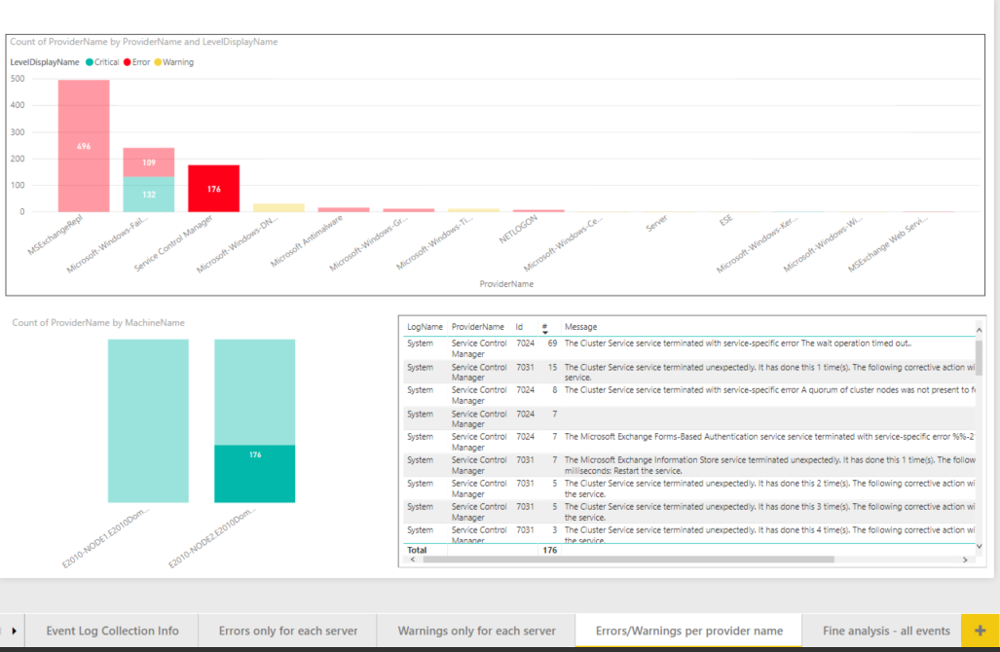 Count of ProviderName by ProviderName and LevelDisplayName
LevelDisplayName Critical Error Warning
500
400
300
200
100
0
496
109
132
176
MSExchangeRepl
Microsoft-Windows-Fail...
Service Control Manager
Microsoft-Windows-DN...
Microsoft Antimalware
Microsoft-Windows-Gr...
Microsoft-Windows-Ti...
NETLOGON
Microsoft-Windows-Ce...
Server
ESE
Microsoft-Windows-Ker...
Microsoft-Windows-Wi...
MSExchange Web Servi...
ProviderName
Count of ProviderName by MachineName
176
E2010-NODE1.E2010Dom...
E2010-NODE2.E2010Dom...
LogName ProviderName Id # Message
System Service Control 7024 69 The Cluster Service service terminated with service-specific error The wait operation timed out..
Manager
System Service Control 7031 15 The Cluster Service service terminated unexpectedly. It has done this 1 time(s). The following corrective action wi
Manager service.
System Service Control 7024 8 The Cluster Service service terminated with service-specific error A quorum of cluster nodes was not present to fo
Manager
System Service Control 7024 7
Manager
System Service Control 7024 7 The Microsoft Exchange Forms-Based Authentication service service terminated with service-specific error %%-2
Manager
System Service Control 7031 7 The Microsoft Exchange Information Store service terminated unexpectedly. It has done this 1 time(s). The follow
Manager milliseconds: Restart the service.
System Service Control 7031 5 The Cluster Service service terminated unexpectedly. It has done this 2 time(s). The following corrective action wi
Manager the service.
System Service Control 7031 5 The Cluster Service service terminated unexpectedly. It has done this 3 time(s). The following corrective action wi
Manager the service.
System Service Control 7031 3 The Cluster Service service terminated unexpectedly. It has done this 4 time(s). The following corrective action wi
Manager the service.
Total 176
Event Log Collection Info
Errors only for each server
Warnings only for each server
Errors/Warnings per provider name
Fine analysis - all events
+